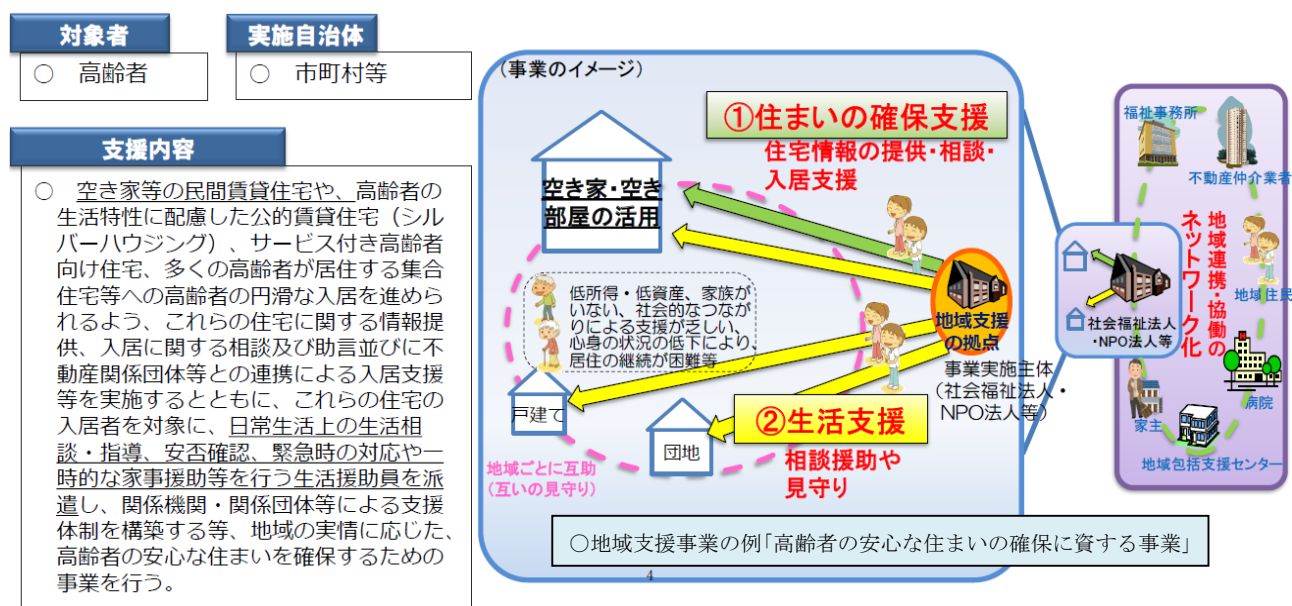 対象者
○ 高齢者
実施自治体
○ 市町村等
支援内容
○ 空き家等の民間賃貸住宅や、高齢者の
生活特性に配慮した公的賃貸住宅（シル
バーハウジング）、サービス付き高齢者
向け住宅、多くの高齢者が居住する集合
住宅等への高齢者の円滑な入居を進めら
れるよう、これらの住宅に関する情報提
供、入居に関する相談及び助言並びに不
動産関係団体等との連携による入居支援
等を実施するとともに、これらの住宅の
入居者を対象に、日常生活上の生活相
談・指導、安否確認、緊急時の対応や一
時的な家事援助等を行う生活援助員を派
遣し、関係機関・関係団体等による支援
体制を構築する等、地域の実情に応じた、
高齢者の安心な住まいを確保するための
事業を行う。
（事業のイメージ）
①住まいの確保支援
住宅情報の提供・相談・
入居支援
空き家・空き
部屋の活用
低所得・低資産、家族が
いない、社会的なつなが
りによる支援が乏しい、
心身の状況の低下により、
居住の継続が困難等
地域支援
の拠点
事業実施主体
（社会福祉法人・
NPO法人等）
戸建て
団地
②生活支援
相談援助や
見守り
地域ごとに互助
（互いの見守り）
○地域支援事業の例「高齢者の安心な住まいの確保に資する事業」
4
福祉事務所
不動産仲介業者
地域連携・協働の
ネットワーク化
地域住民
社会福祉法人
・NPO法人等
病院
家主
地域包括支援センター